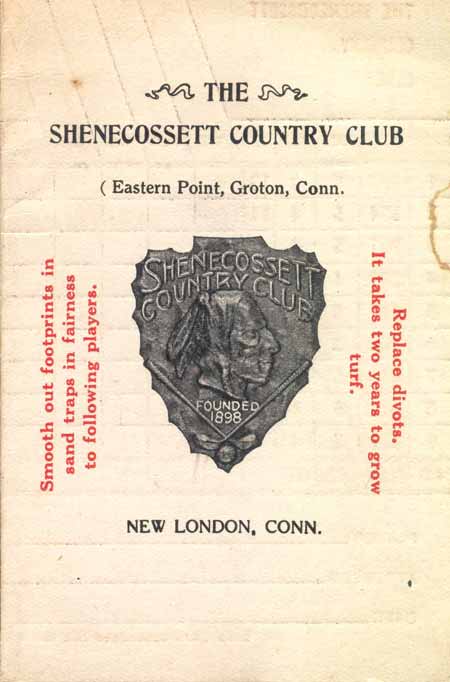 THE
SHENECOSSETT COUNTRY CLUB
( Eastern Point, Groton, Conn.
Smooth out footprints in
sand traps in fairness
to following players.
SHENECOSSETT
COUNTRY CLUB
FOUNDED
1898
Replace divots.
It takes two years to grow
turf.
NEW LONDON, CONN.